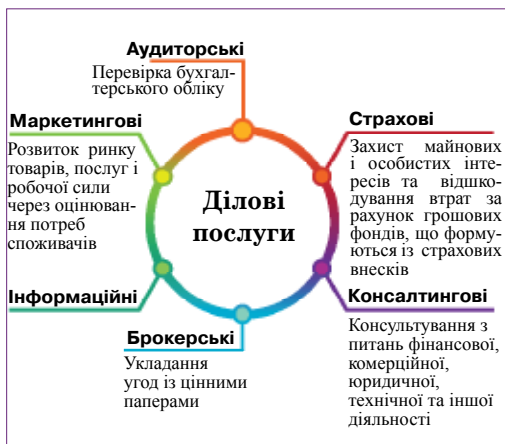 Аудиторські
Перевірка бухгал-
терського обліку
Маркетингові
Розвиток ринку
товарів, послуг і
робочої сили
через оцінюван-
ня потреб
споживачів
Страхові
Захист майнових
і особистих інте-
ресів та відшко-
дування втрат за
рахунок грошових
фондів, що форму-
ються із страхових
внесків
Ділові
послуги
Інформаційні
Консалтингові
Консультування з
питань фінансової,
комерційної,
юридичної,
технічної та іншої
діяльності
Брокерські
Укладання
угод із цінними
паперами